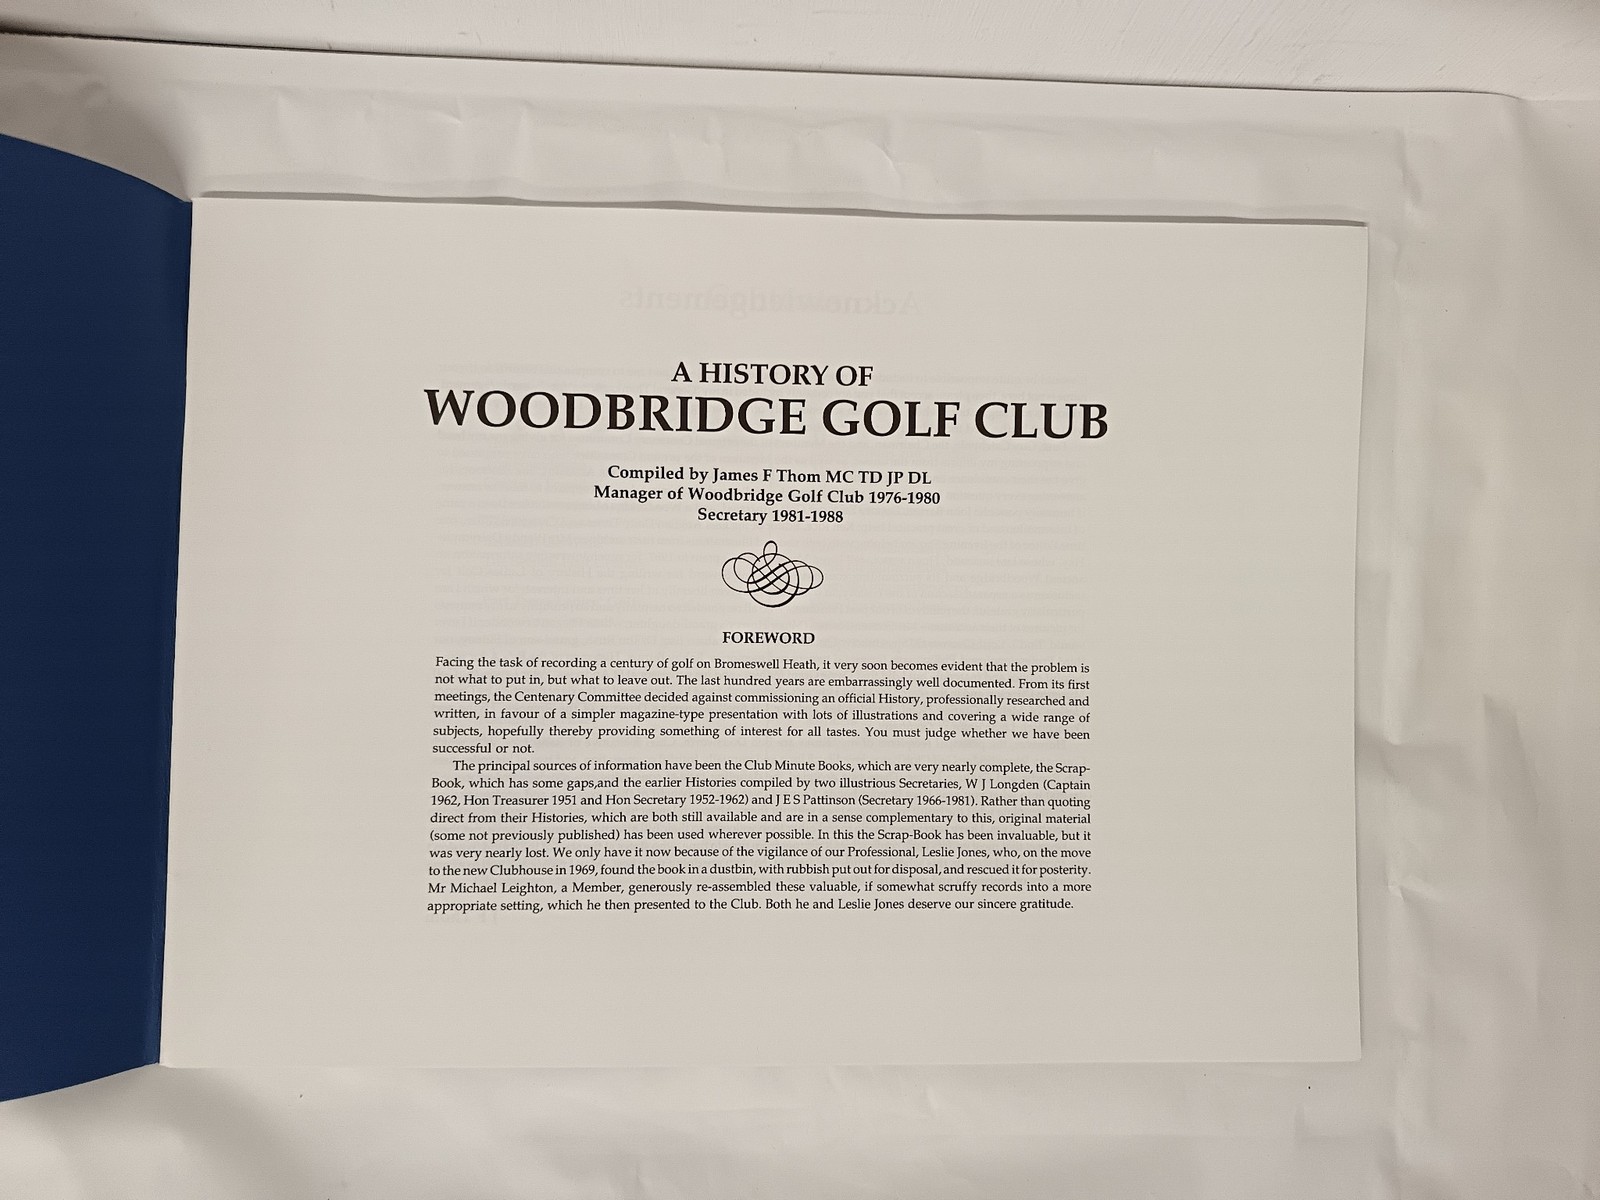 Acknowledgements
A HISTORY OF
WOODBRIDGE GOLF CLUB
Compiled by James F Thom MC TD JP DL
Manager of Woodbridge Golf Club 1976-1980
Secretary 1981-1988
FOREWORD
Facing the task of recording a century of golf on Bromeswell Heath, it very soon becomes evident that the problem is
not what to put in, but what to leave out. The last hundred years are embarrassingly well documented. From its first
meetings, the Centenary Committee decided against commissioning an official History, professionally researched and
written, in favour of a simpler magazine-type presentation with lots of illustrations and covering a wide range of
subjects, hopefully thereby providing something of interest for all tastes. You must judge whether we have been
successful or not.
The principal sources of information have been the Club Minute Books, which are very nearly complete, the Scrap-
Book, which has some gaps,and the earlier Histories compiled by two illustrious Secretaries, W J Longden (Captain
1962, Hon Treasurer 1951 and Hon Secretary 1952-1962) and J E S Pattinson (Secretary 1966-1981). Rather than quoting
direct from their Histories, which are both still available and are in a sense complementary to this, original material
(some not previously published) has been used wherever possible. In this the Scrap-Book has been invaluable, but it
was very nearly lost. We only have it now because of the vigilance of our Professional, Leslie Jones, who, on the move
to the new Clubhouse in 1969, found the book in a dustbin, with rubbish put out for disposal, and rescued it for posterity.
Mr Michael Leighton, a Member, generously re-assembled these valuable, if somewhat scruffy records into a more
appropriate setting, which he then presented to the Club. Both he and Leslie Jones deserve our sincere gratitude.